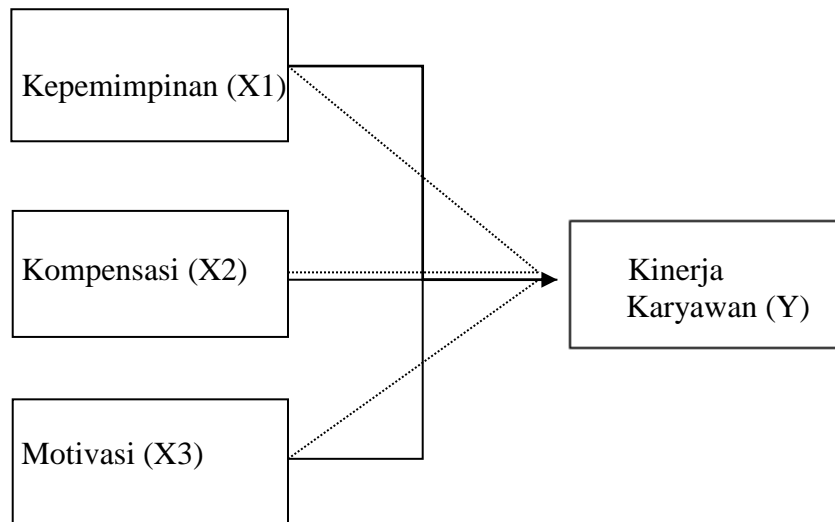 Kepemimpinan (X1)
Kompensasi (X2)
Kinerja
Karyawan (Y)
Motivasi (X3)